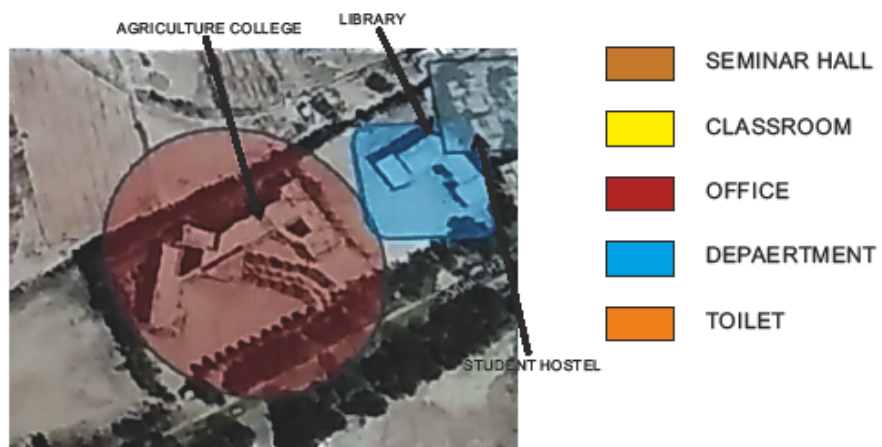 LIBRARY
AGRICULTURE COLLEGE
SEMINAR HALL
CLASSROOM
OFFICE
DEPAERTMENT
TOILET
STUDENT HOSTEL